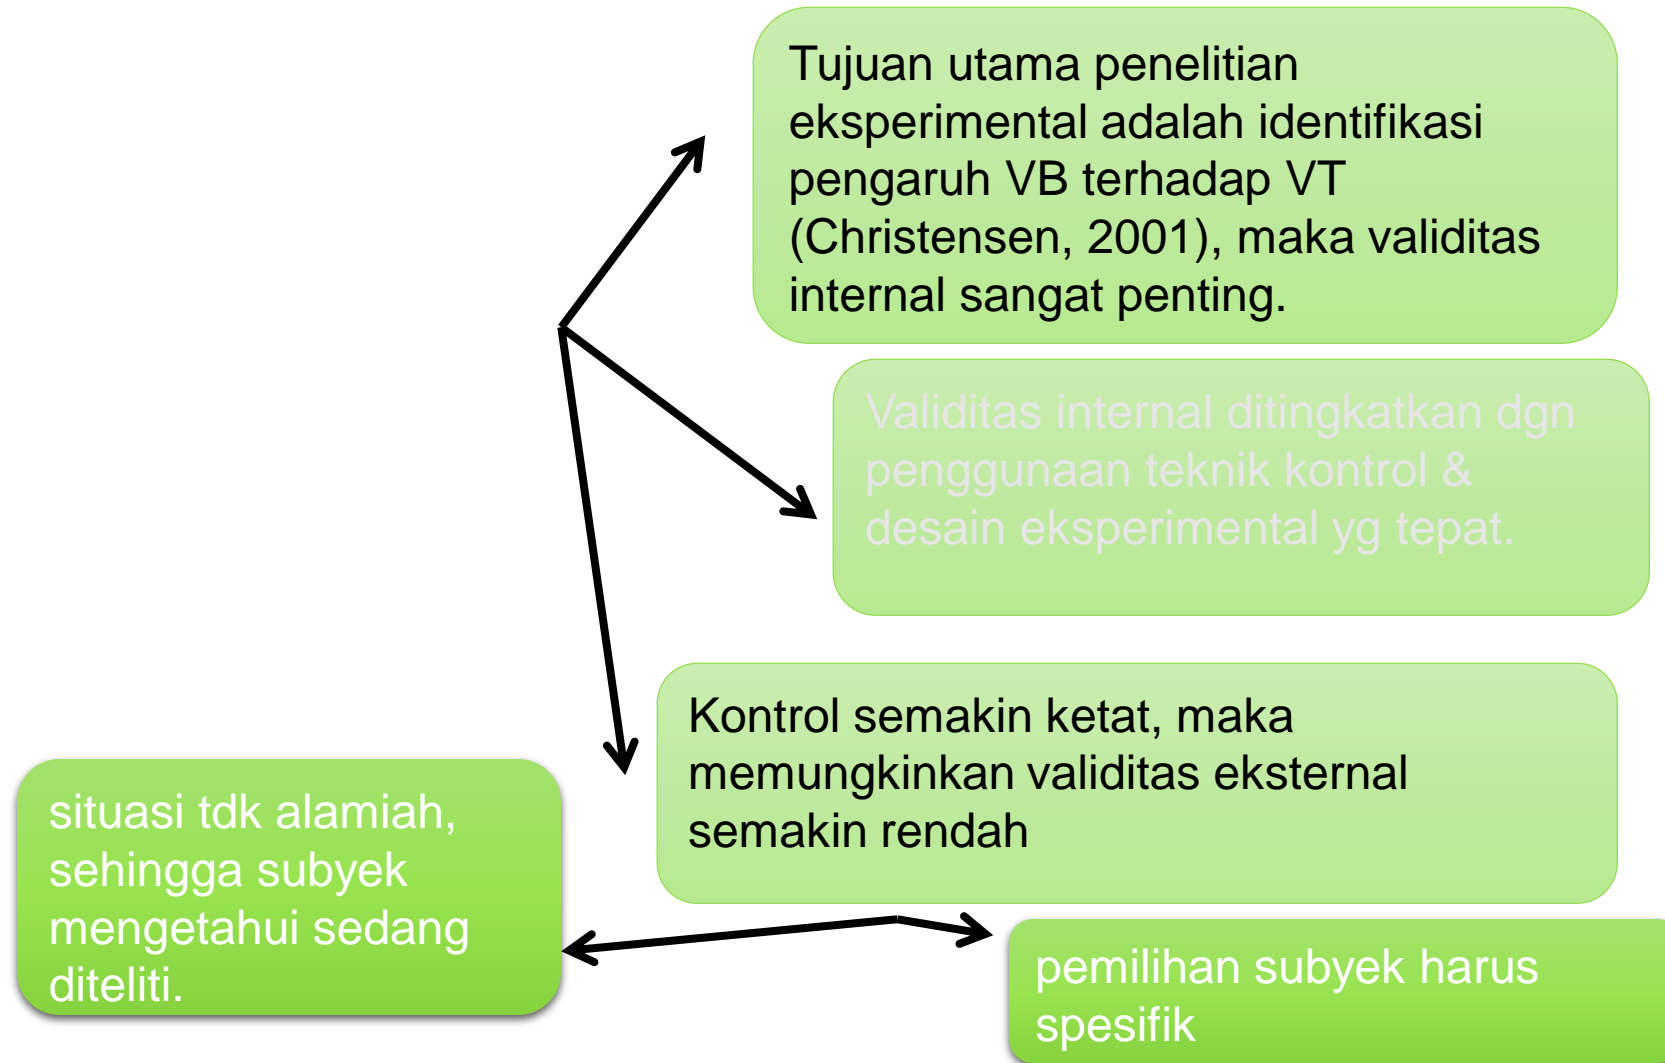 Tujuan utama penelitian
eksperimental adalah identifikasi
pengaruh VB terhadap VT
(Christensen, 2001), maka validitas
internal sangat penting.
Validitas internal ditingkatkan dgn
penggunaan teknik kontrol &
desain eksperimental yg tepat.
Kontrol semakin ketat, maka
memungkinkan validitas eksternal
semakin rendah
situasi tdk alamiah,
sehingga subyek
mengetahui sedang
diteliti.
pemilihan subyek harus
spesifik